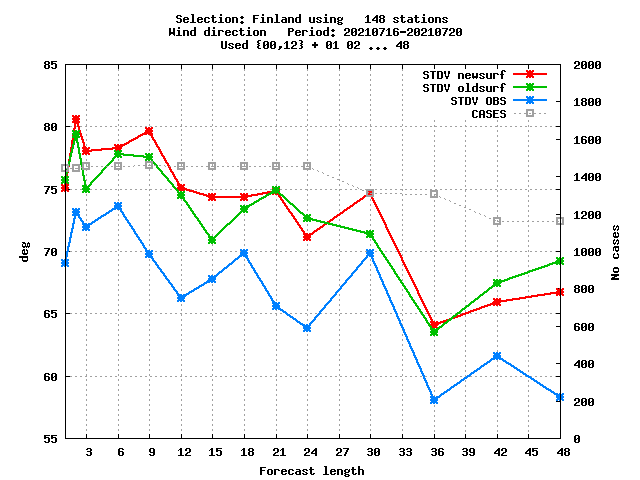 Selection: Finland using   148 stations
Wind direction   Period: 20210716-20210720
Used {00,12} + 01 02 ... 48
STDV newsurf
STDV oldsurf
STDV OBS
CASES
85
80
75
70
65
60
55
deg
2000
1800
1600
1400
1200
1000
800
600
400
200
0
No cases
3 6 9 12 15 18 21 24 27 30 33 36 39 42 45 48
Forecast length